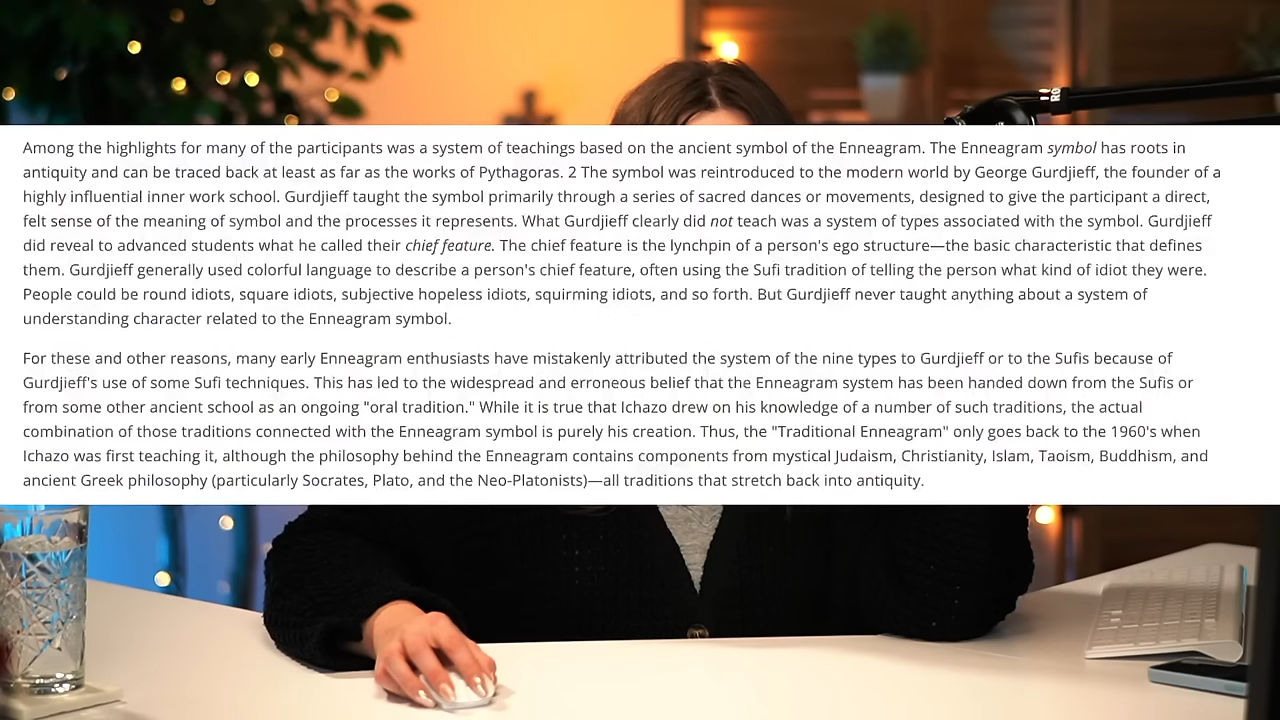 Among the highlights for many of the participants was a system of teachings based on the ancient symbol of the Enneagram. The Enneagram symbol has roots in
antiquity and can be traced back at least as far as the works of Pythagoras. 2 The symbol was reintroduced to the modern world by George Gurdjieff, the founder of a
highly influential inner work school. Gurdjieff taught the symbol primarily through a series of sacred dances or movements, designed to give the participant a direct,
felt sense of the meaning of symbol and the processes it represents. What Gurdjieff clearly did not teach was a system of types associated with the symbol. Gurdjieff
did reveal to advanced students what he called their chief feature. The chief feature is the lynchpin of a person's ego structure—the basic characteristic that defines
them. Gurdjieff generally used colorful language to describe a person's chief feature, often using the Sufi tradition of telling the person what kind of idiot they were.
People could be round idiots, square idiots, subjective hopeless idiots, squirming idiots, and so forth. But Gurdjieff never taught anything about a system of
understanding character related to the Enneagram symbol.
For these and other reasons, many early Enneagram enthusiasts have mistakenly attributed the system of the nine types to Gurdjieff or to the Sufis because of
Gurdjieff's use of some Sufi techniques. This has led to the widespread and erroneous belief that the Enneagram system has been handed down from the Sufis or
from some other ancient school as an ongoing "oral tradition." While it is true that Ichazo drew on his knowledge of a number of such traditions, the actual
combination of those traditions connected with the Enneagram symbol is purely his creation. Thus, the "Traditional Enneagram" only goes back to the 1960's when
Ichazo was first teaching it, although the philosophy behind the Enneagram contains components from mystical Judaism, Christianity, Islam, Taoism, Buddhism, and
ancient Greek philosophy (particularly Socrates, Plato, and the Neo-Platonists)—all traditions that stretch back into antiquity.